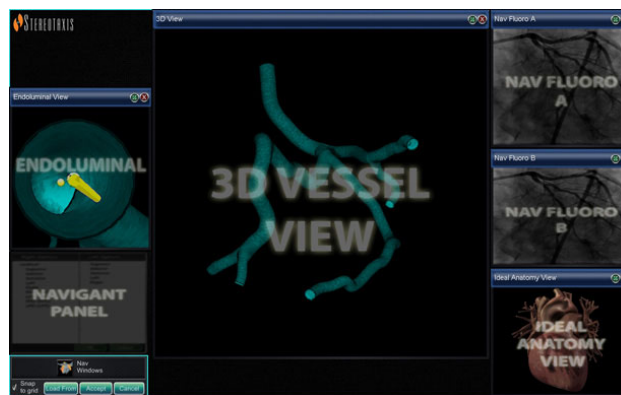 STEREOTAXIS
Endoluminal View
ENDOLUMINAL
NAVIGANT
PANEL
Nav
Windows
Snap
to grid
Load From
Accept
Cancel
3D View
3D VESSEL
VIEW
Nav Fluoro A
NAV FLUORO
A
Nav Fluoro B
NAV FLUORO
B
Ideal Anatomy View
IDEAL
ANATOMY
VIEW